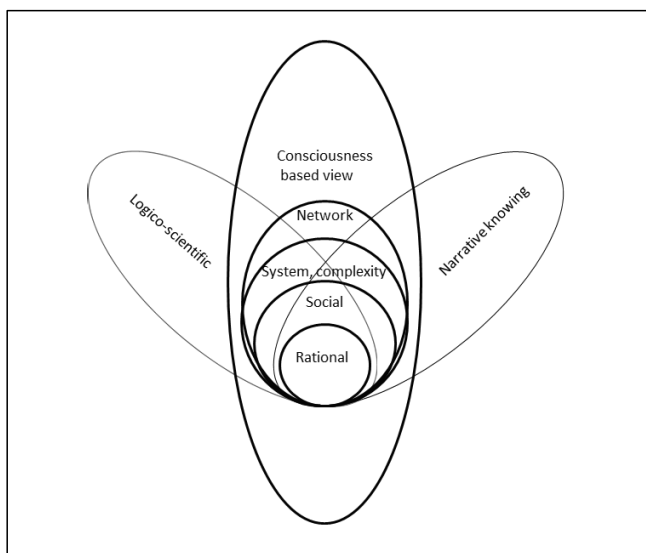 Consciousness
based view
Network
Logico-scientific
Narrative knowing
System, complexity
Social
Rational